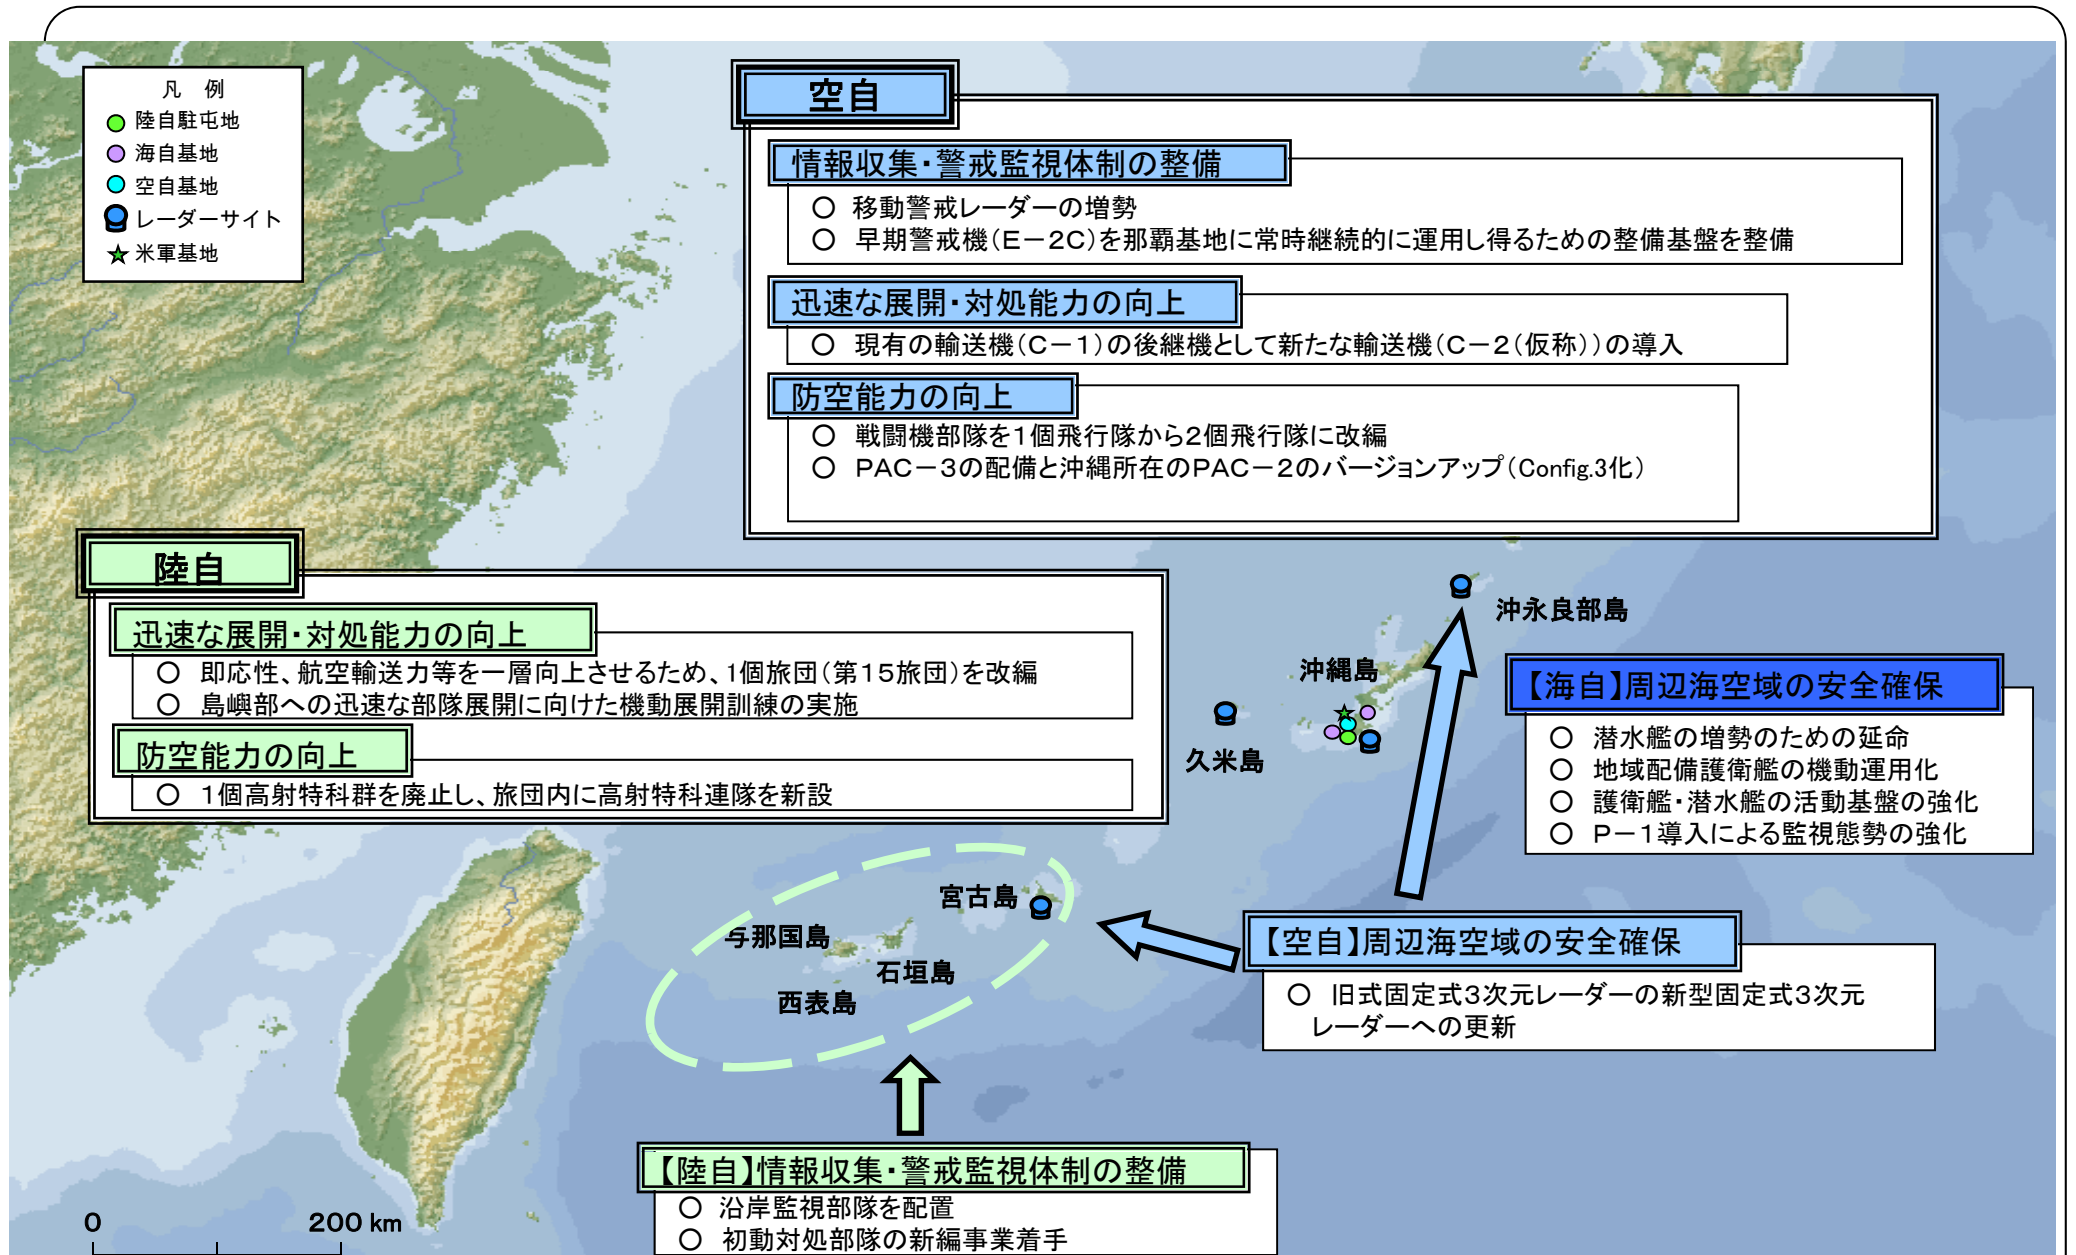 凡 例
陸自駐屯地
海自基地
空自基地
レーダーサイト
米軍基地
空自
情報収集・警戒監視体制の整備
○ 移動警戒レーダーの増勢
○ 早期警戒機(E-2C)を那覇基地に常時継続的に運用し得るための整備基盤を整備
迅速な展開・対処能力の向上
○ 現有の輸送機(C-1)の後継機として新たな輸送機(C-2(仮称))の導入
防空能力の向上
○ 戦闘機部隊を1個飛行隊から2個飛行隊に改編
○ PAC-3の配備と沖縄所在のPAC-2のバージョンアップ(Config.3化)
陸自
迅速な展開・対処能力の向上
○ 即応性、航空輸送力等を一層向上させるため、1個旅団(第15旅団)を改編
○ 島嶼部への迅速な部隊展開に向けた機動展開訓練の実施
防空能力の向上
○ 1個高射特科群を廃止し、旅団内に高射特科連隊を新設
沖永良部島
沖縄島
久米島
【海自】周辺海空域の安全確保
○ 潜水艦の増勢のための延命
○ 地域配備護衛艦の機動運用化
○ 護衛艦・潜水艦の活動基盤の強化
○ P-1導入による監視態勢の強化
宮古島
与那国島
石垣島
西表島
【空自】周辺海空域の安全確保
○ 旧式固定式3次元レーダーの新型固定式3次元
レーダーへの更新
【陸自】情報収集・警戒監視体制の整備
○ 沿岸監視部隊を配置
○ 初動対処部隊の新編事業着手
0 200 km